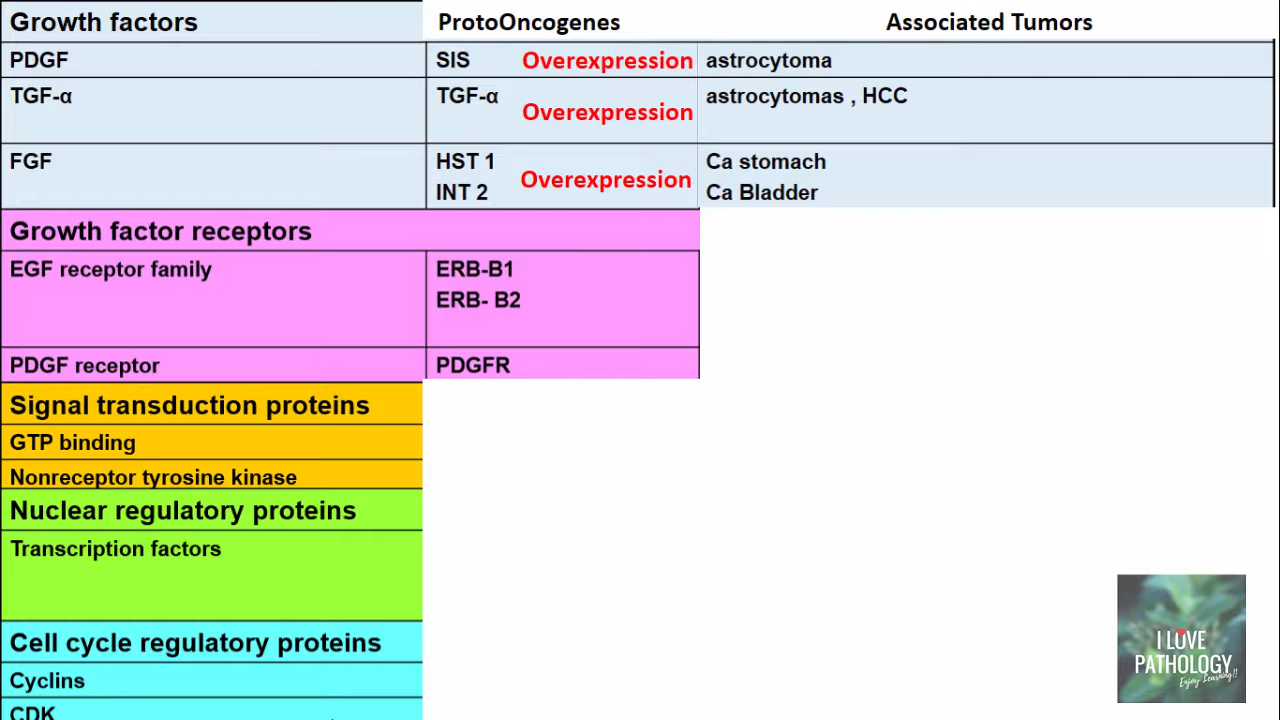 Growth factors ProtoOncogenes Associated Tumors
PDGF SIS Overexpression astrocytoma
TGF-α TGF-α Overexpression astrocytomas , HCC
FGF HST 1 Overexpression Ca stomach
INT 2 Ca Bladder
Growth factor receptors
EGF receptor family ERB-B1
ERB- B2
PDGF receptor PDGFR
Signal transduction proteins
GTP binding
Nonreceptor tyrosine kinase
Nuclear regulatory proteins
Transcription factors
Cell cycle regulatory proteins
Cyclins
CDK
I LOVE
PATHOLOGY
Enjoy Learning!!